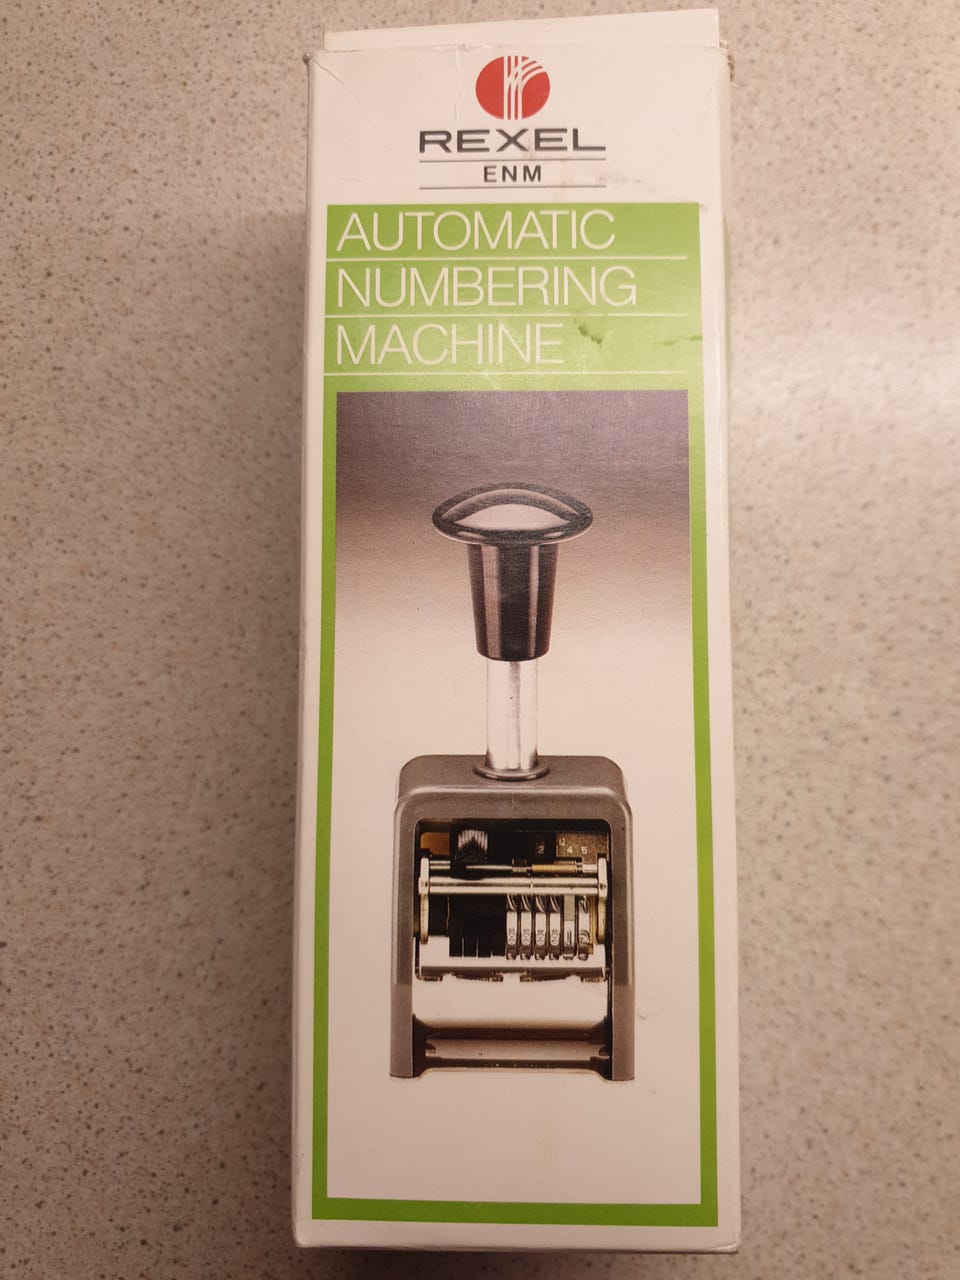 REXEL
ENM
AUTOMATIC
NUMBERING
MACHINE